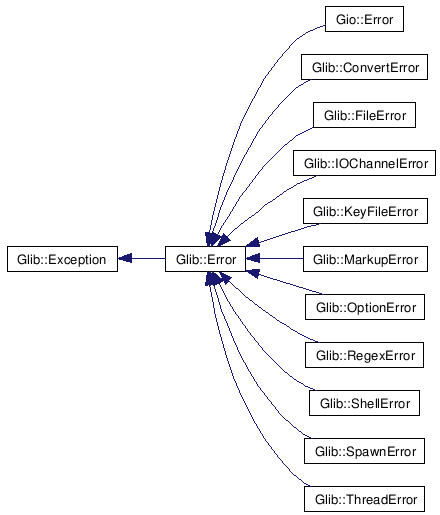 Gio::Error
Glib::ConvertError
Glib::FileError
Glib::IOChannelError
Glib::KeyFileError
Glib::Exception
Glib::Error
Glib::MarkupError
Glib::OptionError
Glib::RegexError
Glib::ShellError
Glib::SpawnError
Glib::ThreadError